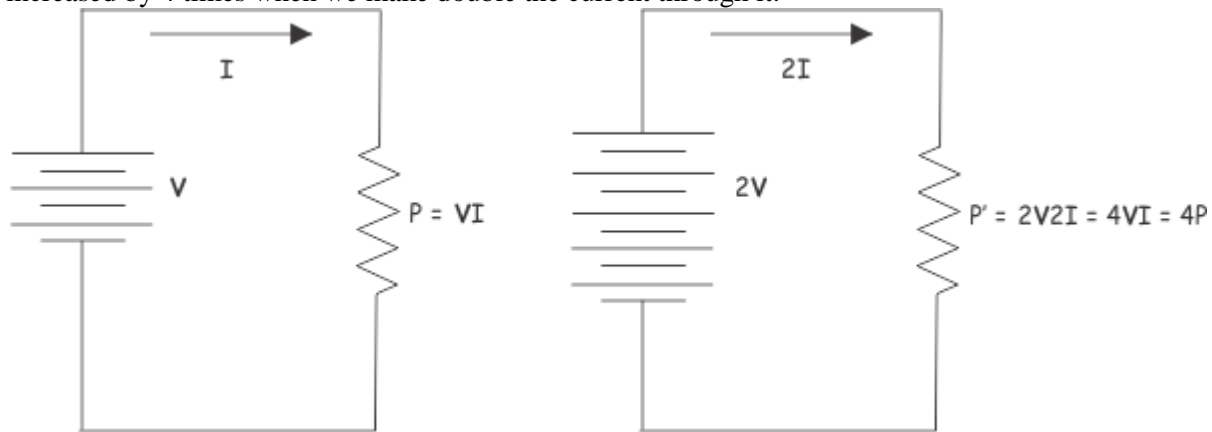 increased by 4 times when we make double the current through it.
I
2I
V
2V
P = VI
P' = 2V2I = 4VI = 4P